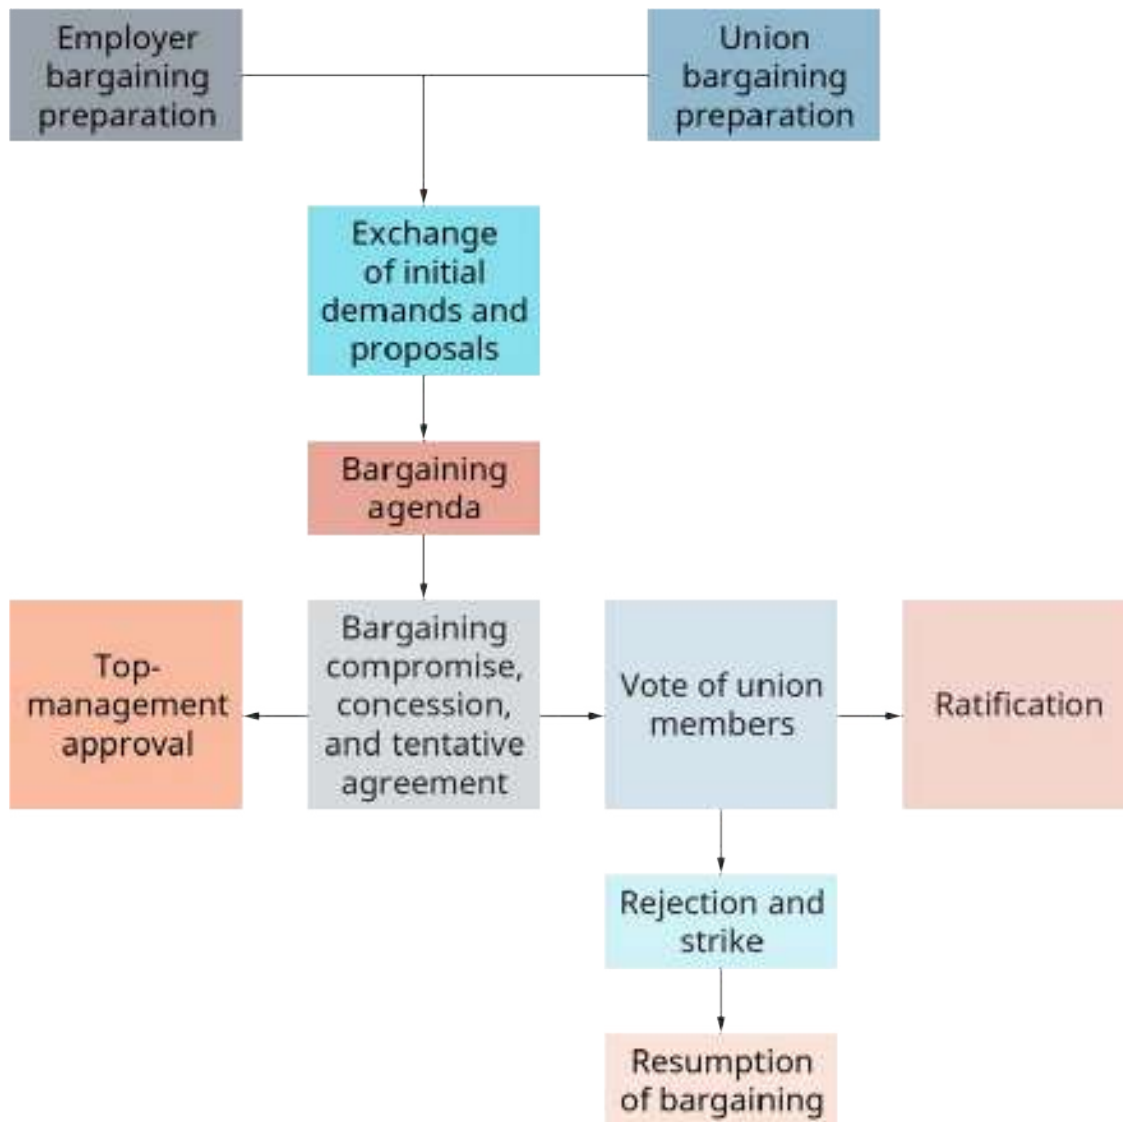 Employer
bargaining
preparation
Union
bargaining
preparation
Exchange
of initial
demands and
proposals
Bargaining
agenda
Top-
management
approval
Bargaining
compromise,
concession,
and tentative
agreement
Vote of union
members
Ratification
Rejection and
strike
Resumption
of bargaining